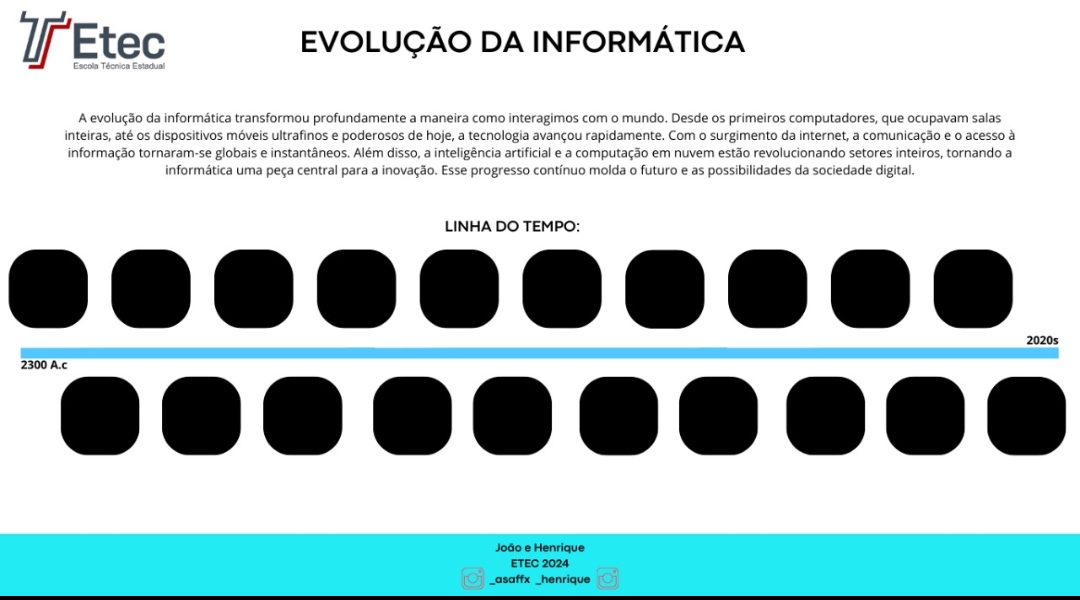 Etec
Escola Técnica Estadual
EVOLUÇÃO DA INFORMÁTICA
A evolução da informática transformou profundamente a maneira como interagimos com o mundo. Desde os primeiros computadores, que ocupavam salas
inteiras, até os dispositivos móveis ultrafinos e poderosos de hoje, a tecnologia avançou rapidamente. Com o surgimento da internet, a comunicação e o acesso à
informação tornaram-se globais e instantâneos. Além disso, a inteligência artificial e a computação em nuvem estão revolucionando setores inteiros, tornando a
informática uma peça central para a inovação. Esse progresso contínuo molda o futuro e as possibilidades da sociedade digital.
LINHA DO TEMPO:
2020s
2300 A.c
João e Henrique
ETEC 2024
_asaffx _henrique